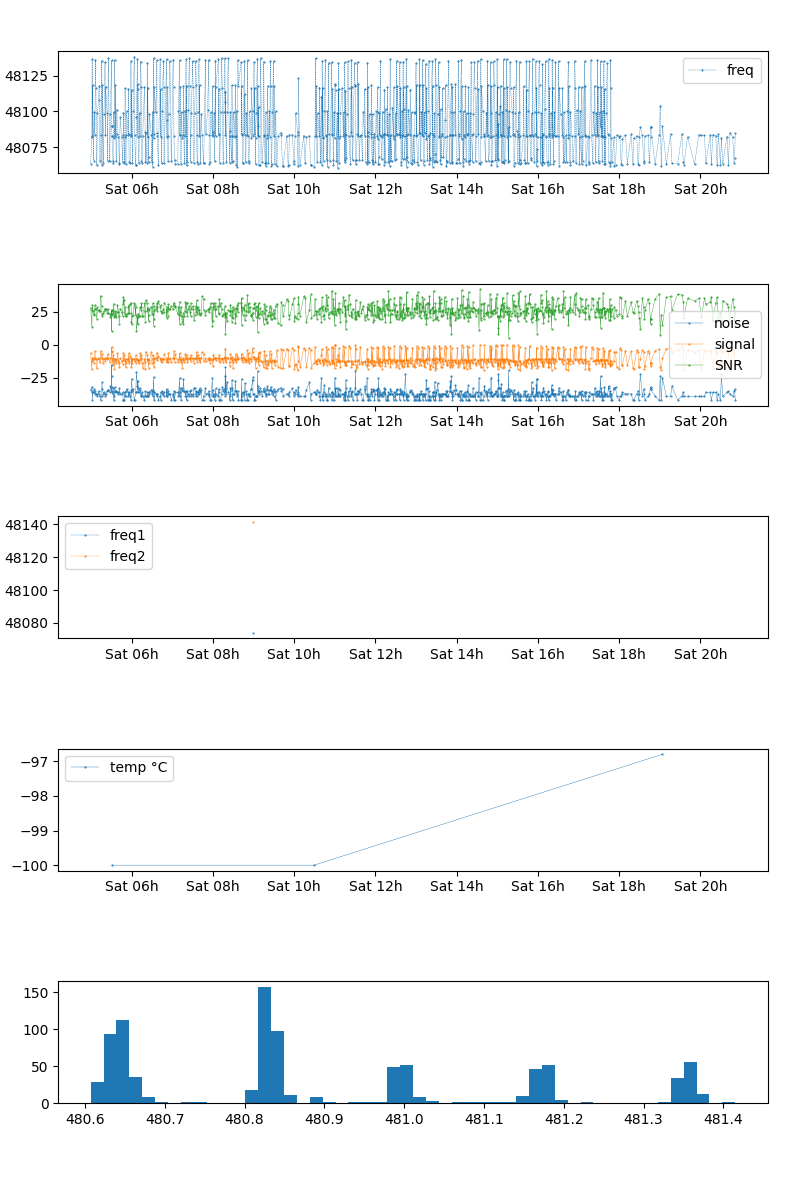 48125
48100
48075
freq
Sat 06h Sat 08h Sat 10h Sat 12h Sat 14h Sat 16h Sat 18h Sat 20h
25
0
−25
noise
signal
SNR
Sat 06h Sat 08h Sat 10h Sat 12h Sat 14h Sat 16h Sat 18h Sat 20h
48140
48120
48100
48080
freq1
freq2
Sat 06h Sat 08h Sat 10h Sat 12h Sat 14h Sat 16h Sat 18h Sat 20h
−97
−98
−99
−100
temp °C
Sat 06h Sat 08h Sat 10h Sat 12h Sat 14h Sat 16h Sat 18h Sat 20h
150
100
50
0
480.6 480.7 480.8 480.9 481.0 481.1 481.2 481.3 481.4